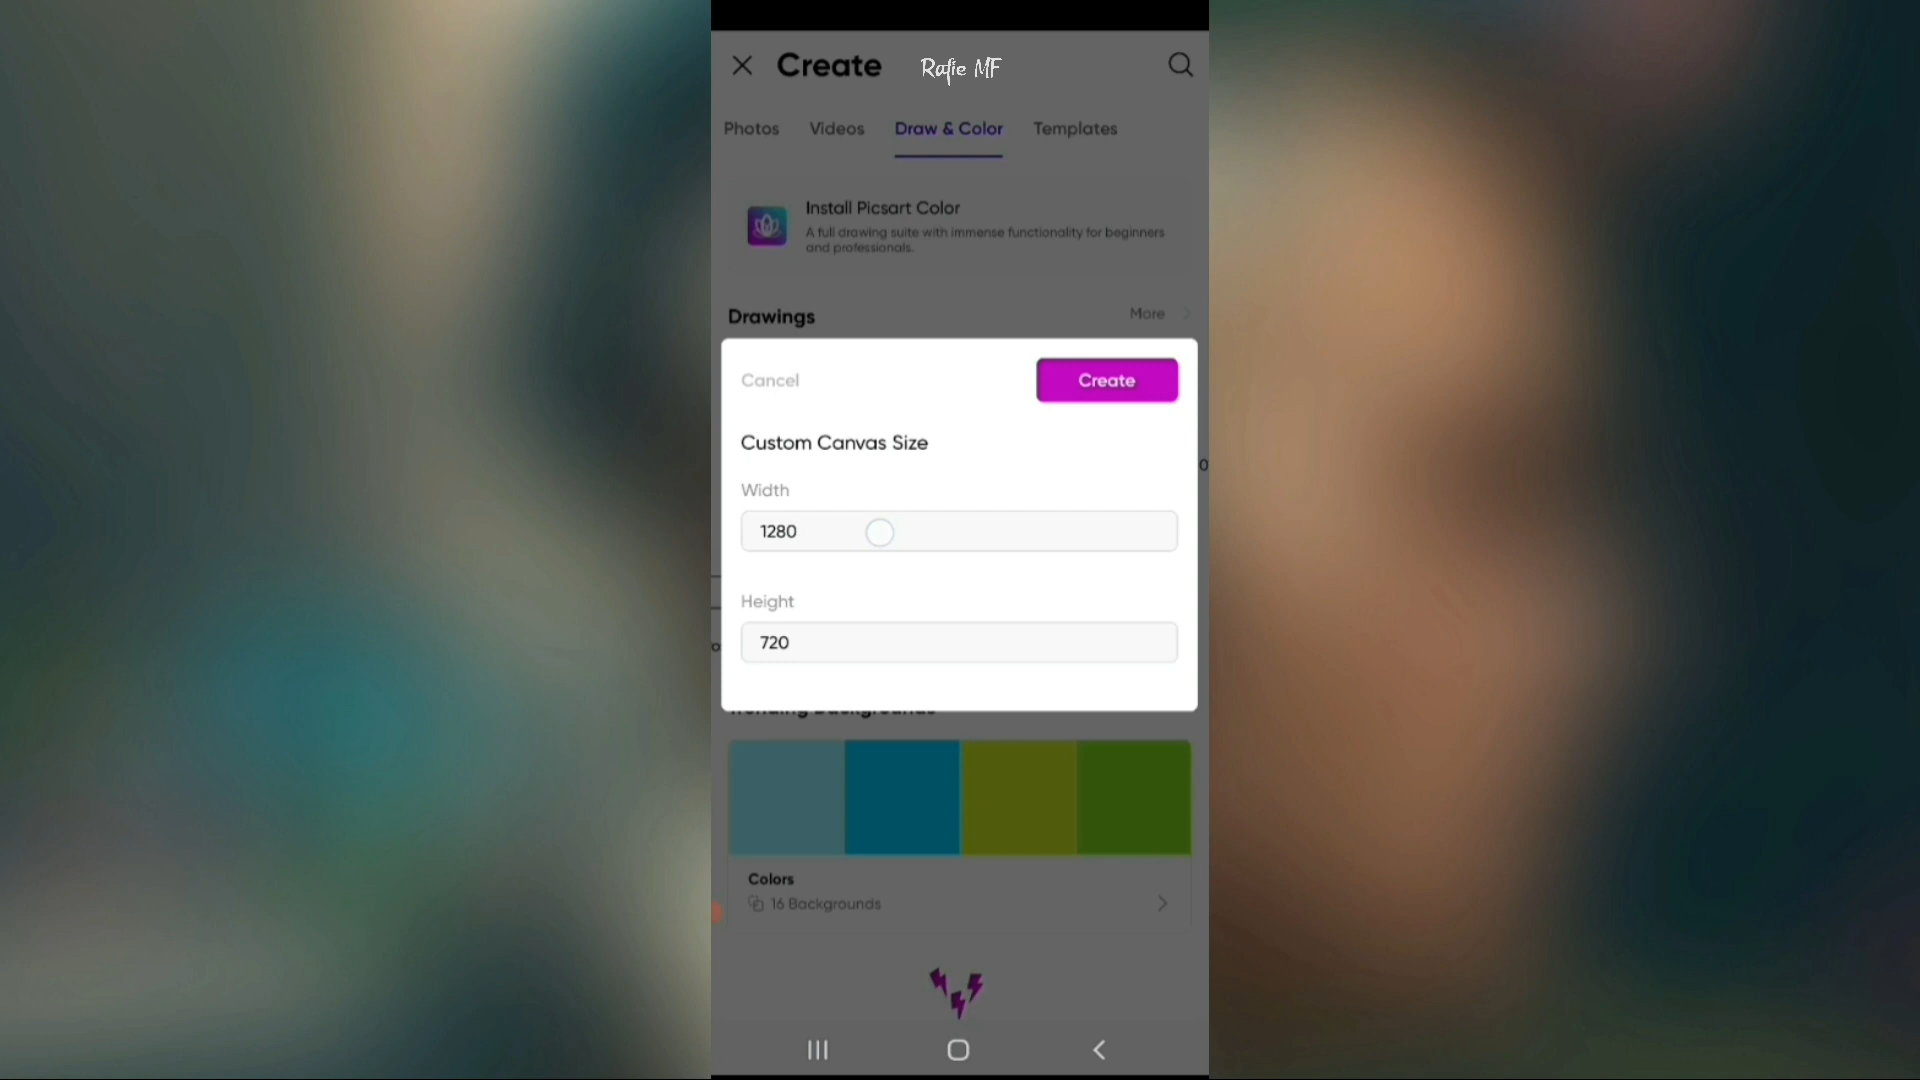 Create
Rafie MF
Photos Videos Draw & Color Templates
Install Picsart Color
A full drawing suite with immense functionality for beginners
and professionals.
Drawings More
Cancel Create
Custom Canvas Size
Width
1280
Height
720
Colors
16 Backgrounds